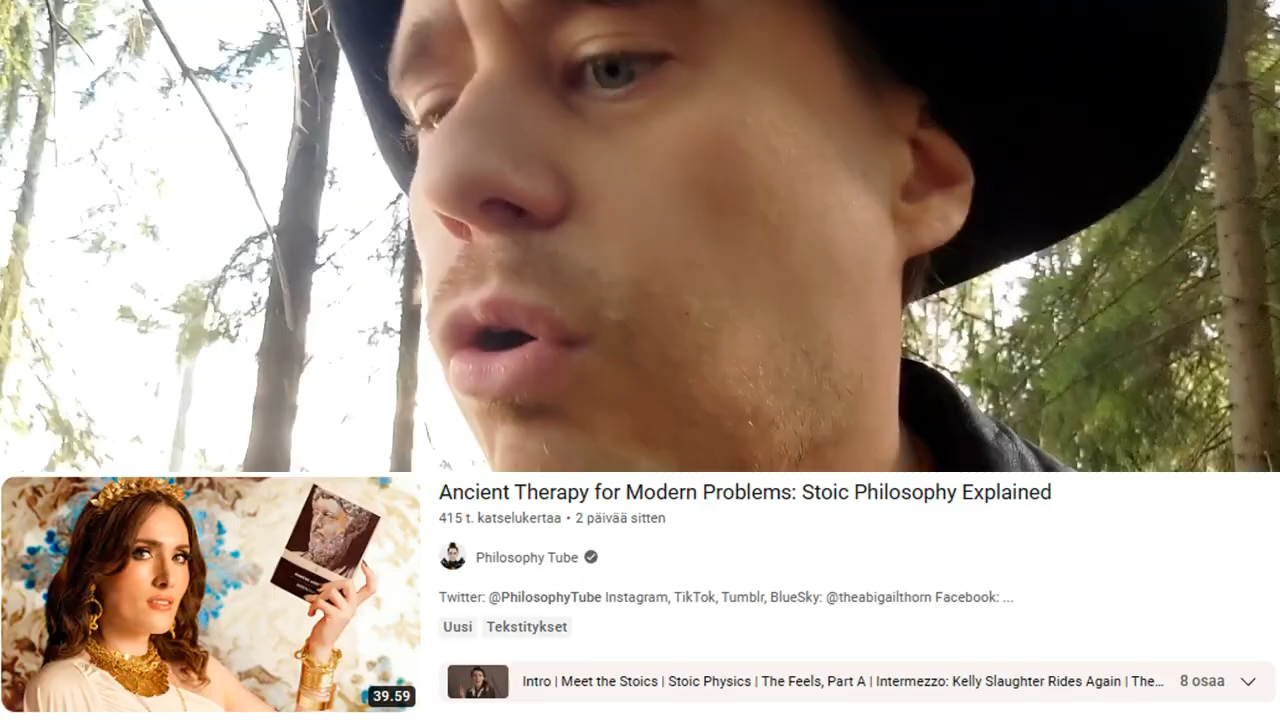 Ancient Therapy for Modern Problems: Stoic Philosophy Explained
415 t. katselukertaa • 2 päivää sitten
Philosophy Tube
Twitter: @PhilosophyTube Instagram, TikTok, Tumblr, BlueSky: @theabigailthorn Facebook: ...
Uusi Tekstitykset
39.59
Intro | Meet the Stoics | Stoic Physics | The Feels, Part A | Intermezzo: Kelly Slaughter Rides Again | The... 8 osaa